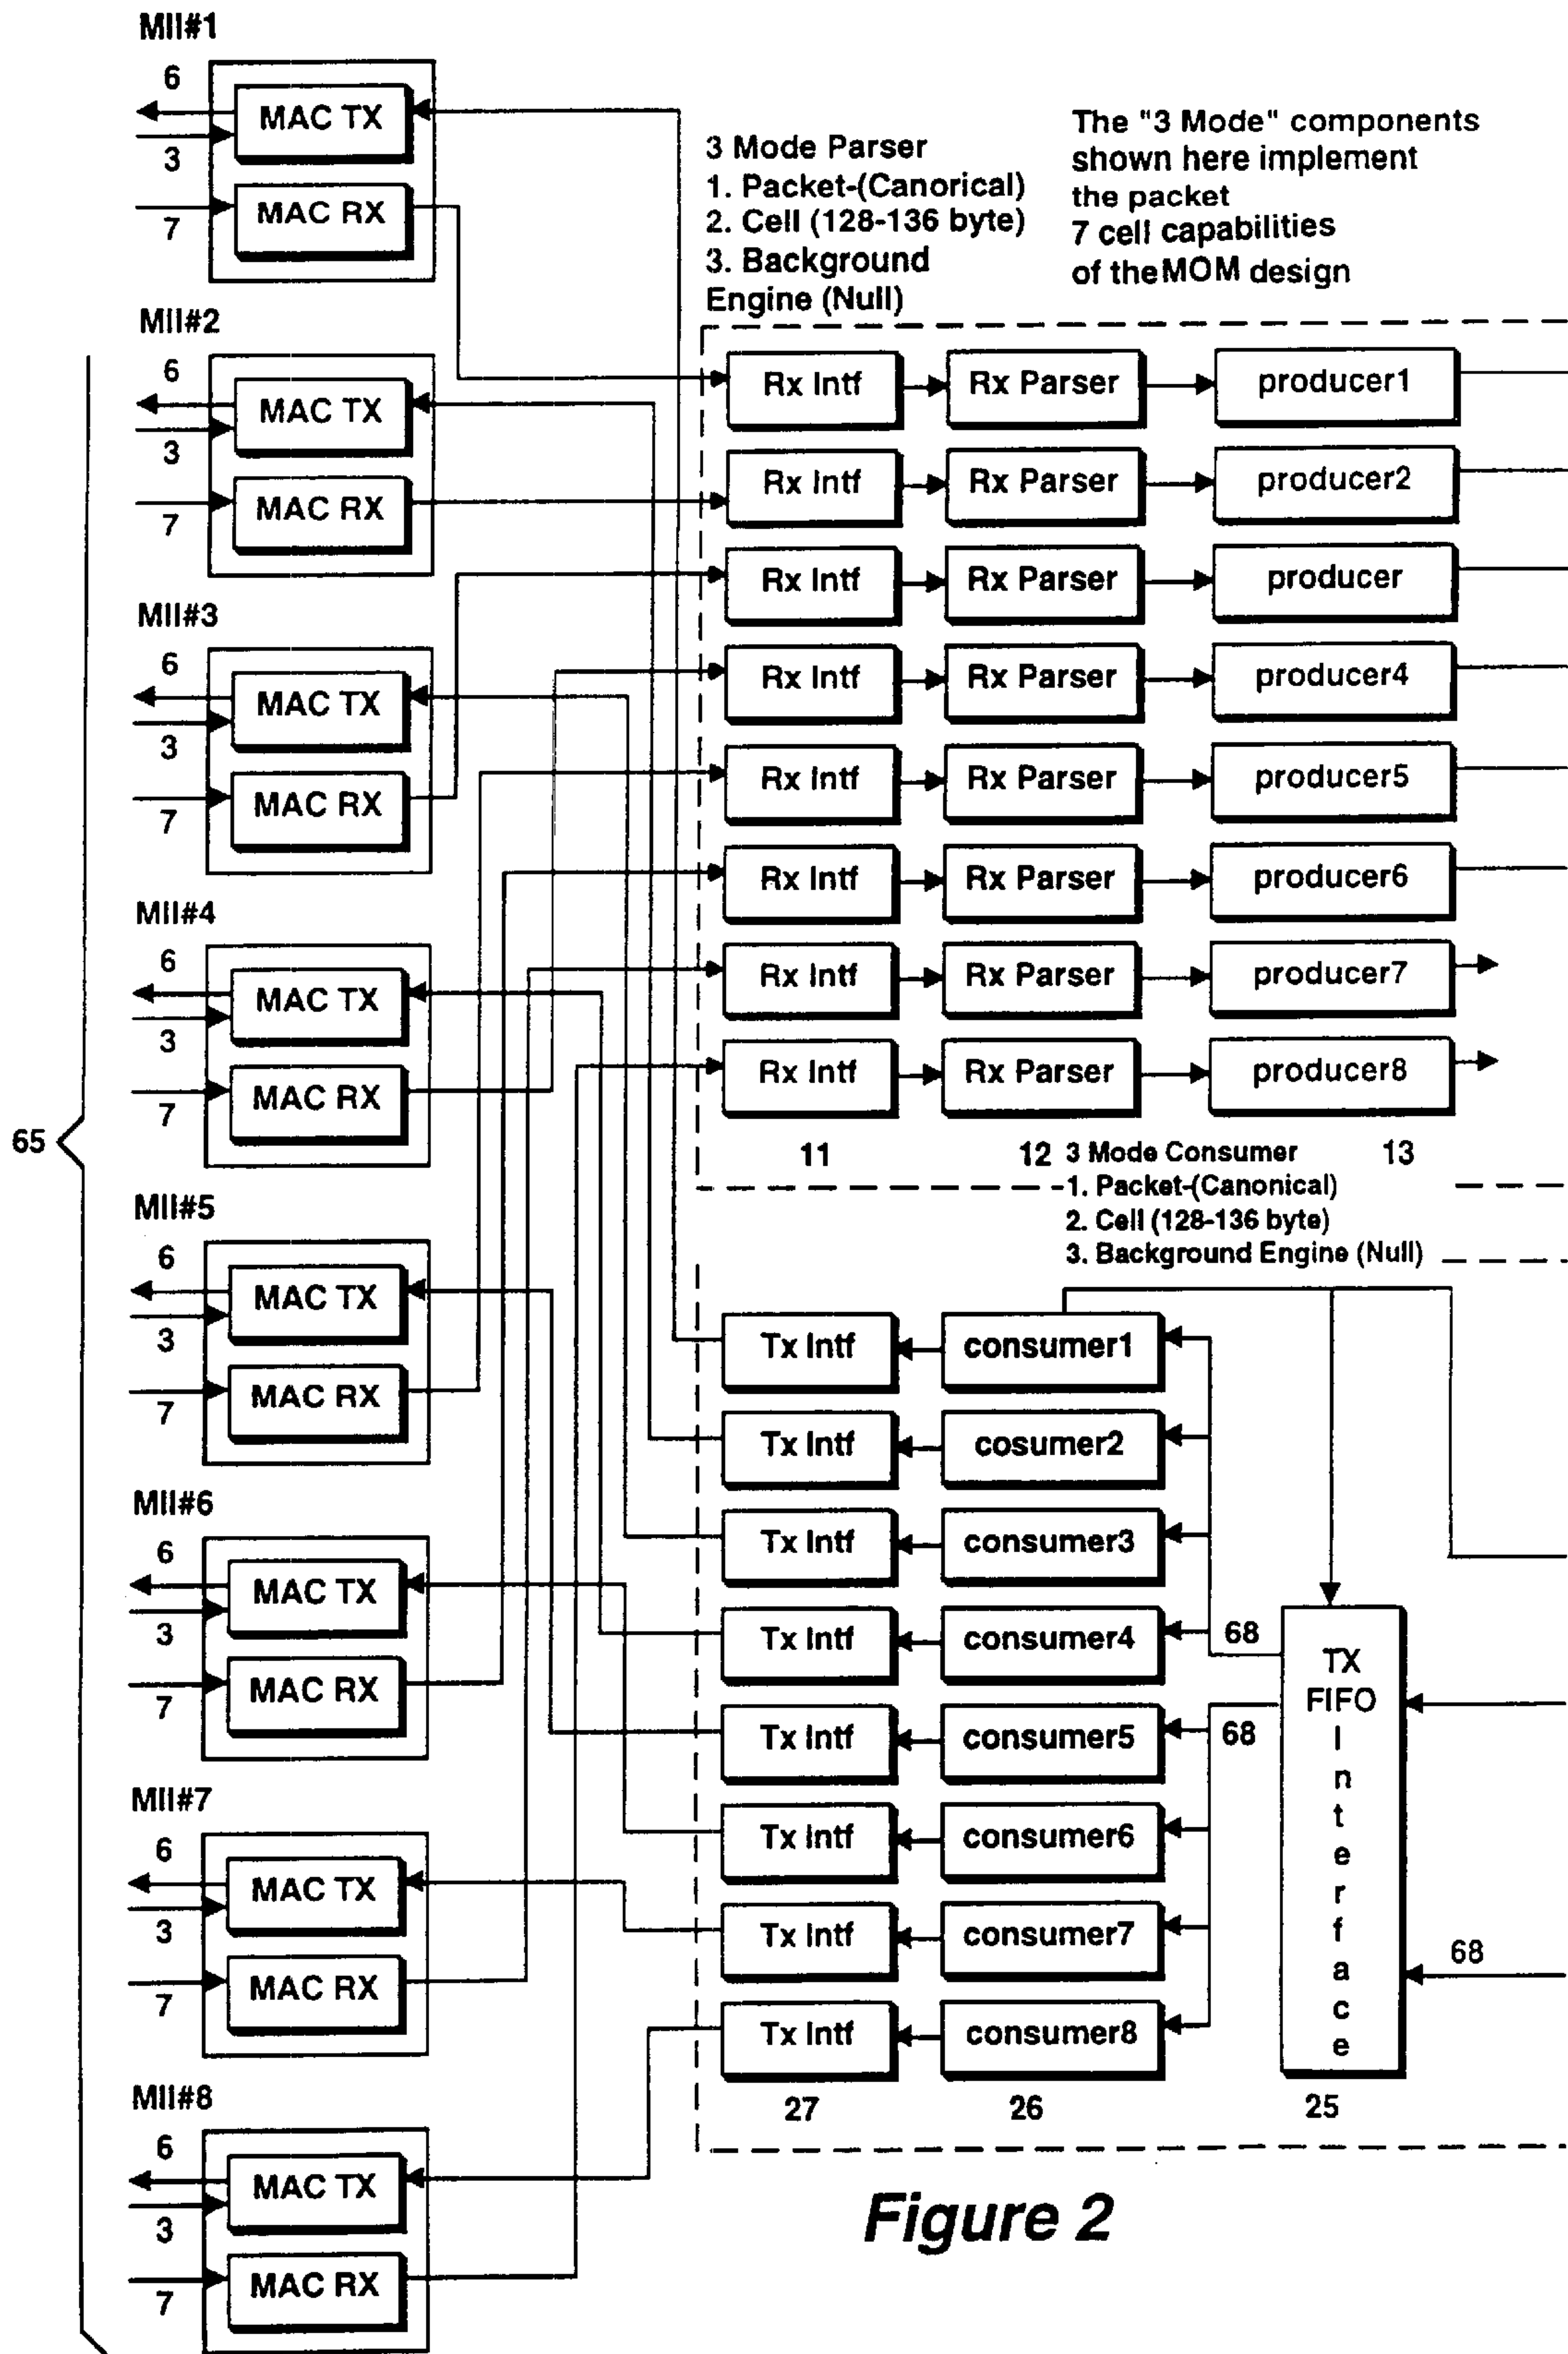 MII#1
6
MAC TX
3
MAC RX
7
3 Mode Parser
1. Packet-(Canorical)
2. Cell (128-136 byte)
3. Background
Engine (Null)
The "3 Mode" components
shown here implement
the packet
7 cell capabilities
of the MOM design
MII#2
6
MAC TX
3
MAC RX
7
MII#3
6
MAC TX
3
MAC RX
7
MII#4
6
MAC TX
3
MAC RX
7
65
MII#5
6
MAC TX
3
MAC RX
7
MII#6
6
MAC TX
3
MAC RX
7
MII#7
6
MAC TX
3
MAC RX
7
MII#8
6
MAC TX
3
MAC RX
7
Rx Intf Rx Parser producer1
Rx Intf Rx Parser producer2
Rx Intf Rx Parser producer
Rx Intf Rx Parser producer4
Rx Intf Rx Parser producer5
Rx Intf Rx Parser producer6
Rx Intf Rx Parser producer7
Rx Intf Rx Parser producer8
11 12 13
3 Mode Consumer
1. Packet-(Canonical)
2. Cell (128-136 byte)
3. Background Engine (Null)
Tx Intf consumer1
Tx Intf cosumer2
Tx Intf consumer3
Tx Intf consumer4
68
Tx Intf consumer5
68
Tx Intf consumer6
Tx Intf consumer7
Tx Intf consumer8
TX
FIFO
I
n
t
e
r
f
a
c
e
68
27 26 25
Figure 2